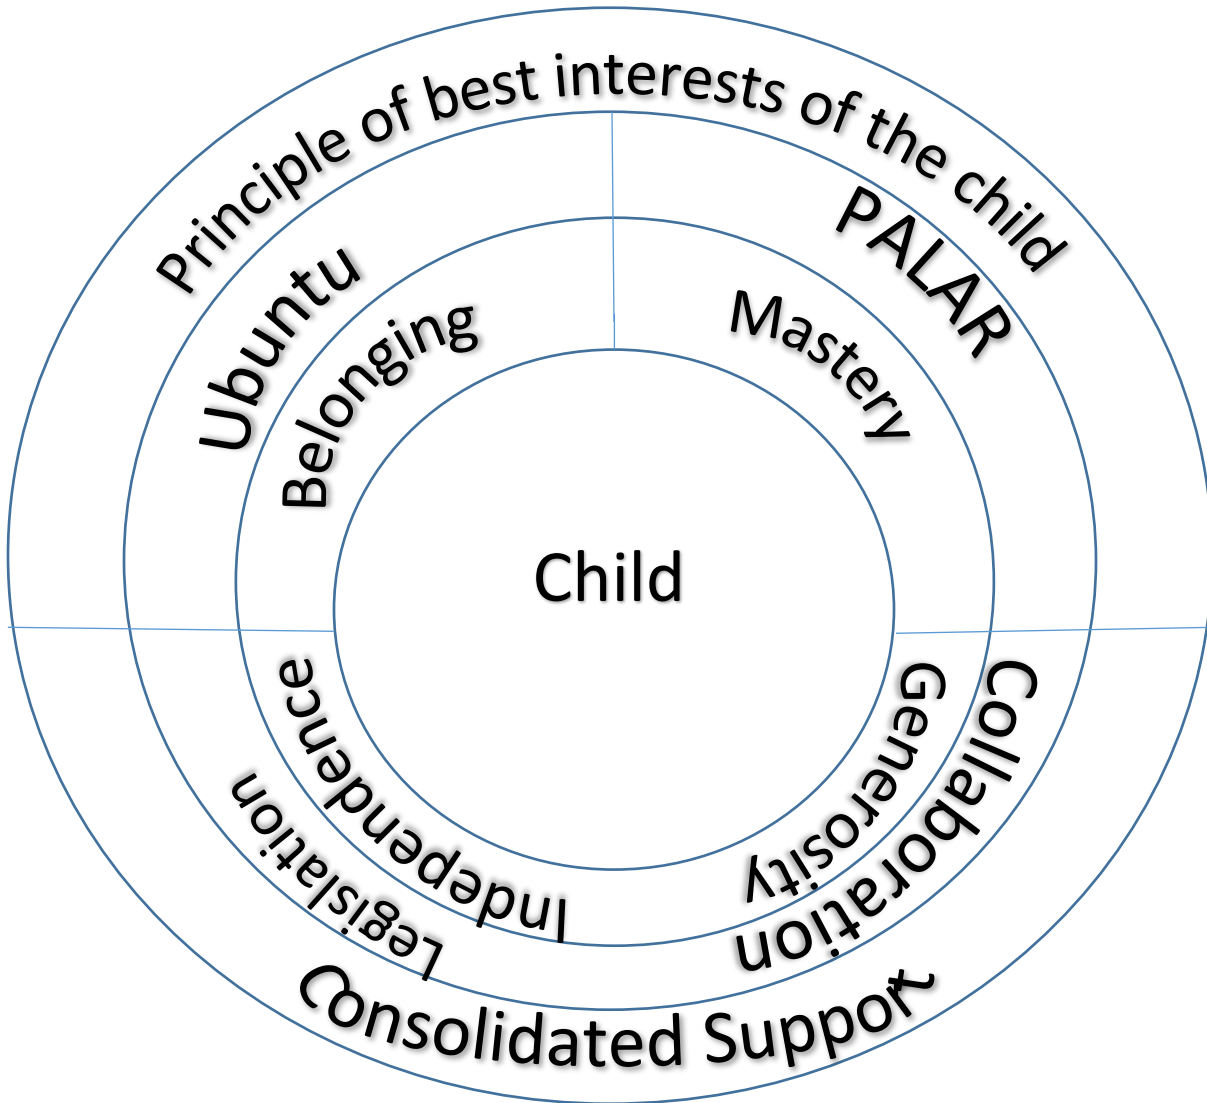 Principle of best interests of the child
Ubuntu
PALAR
Belonging
Mastery
Child
Independence
Generosity
Legislation
Collaboration
Consolidated Support